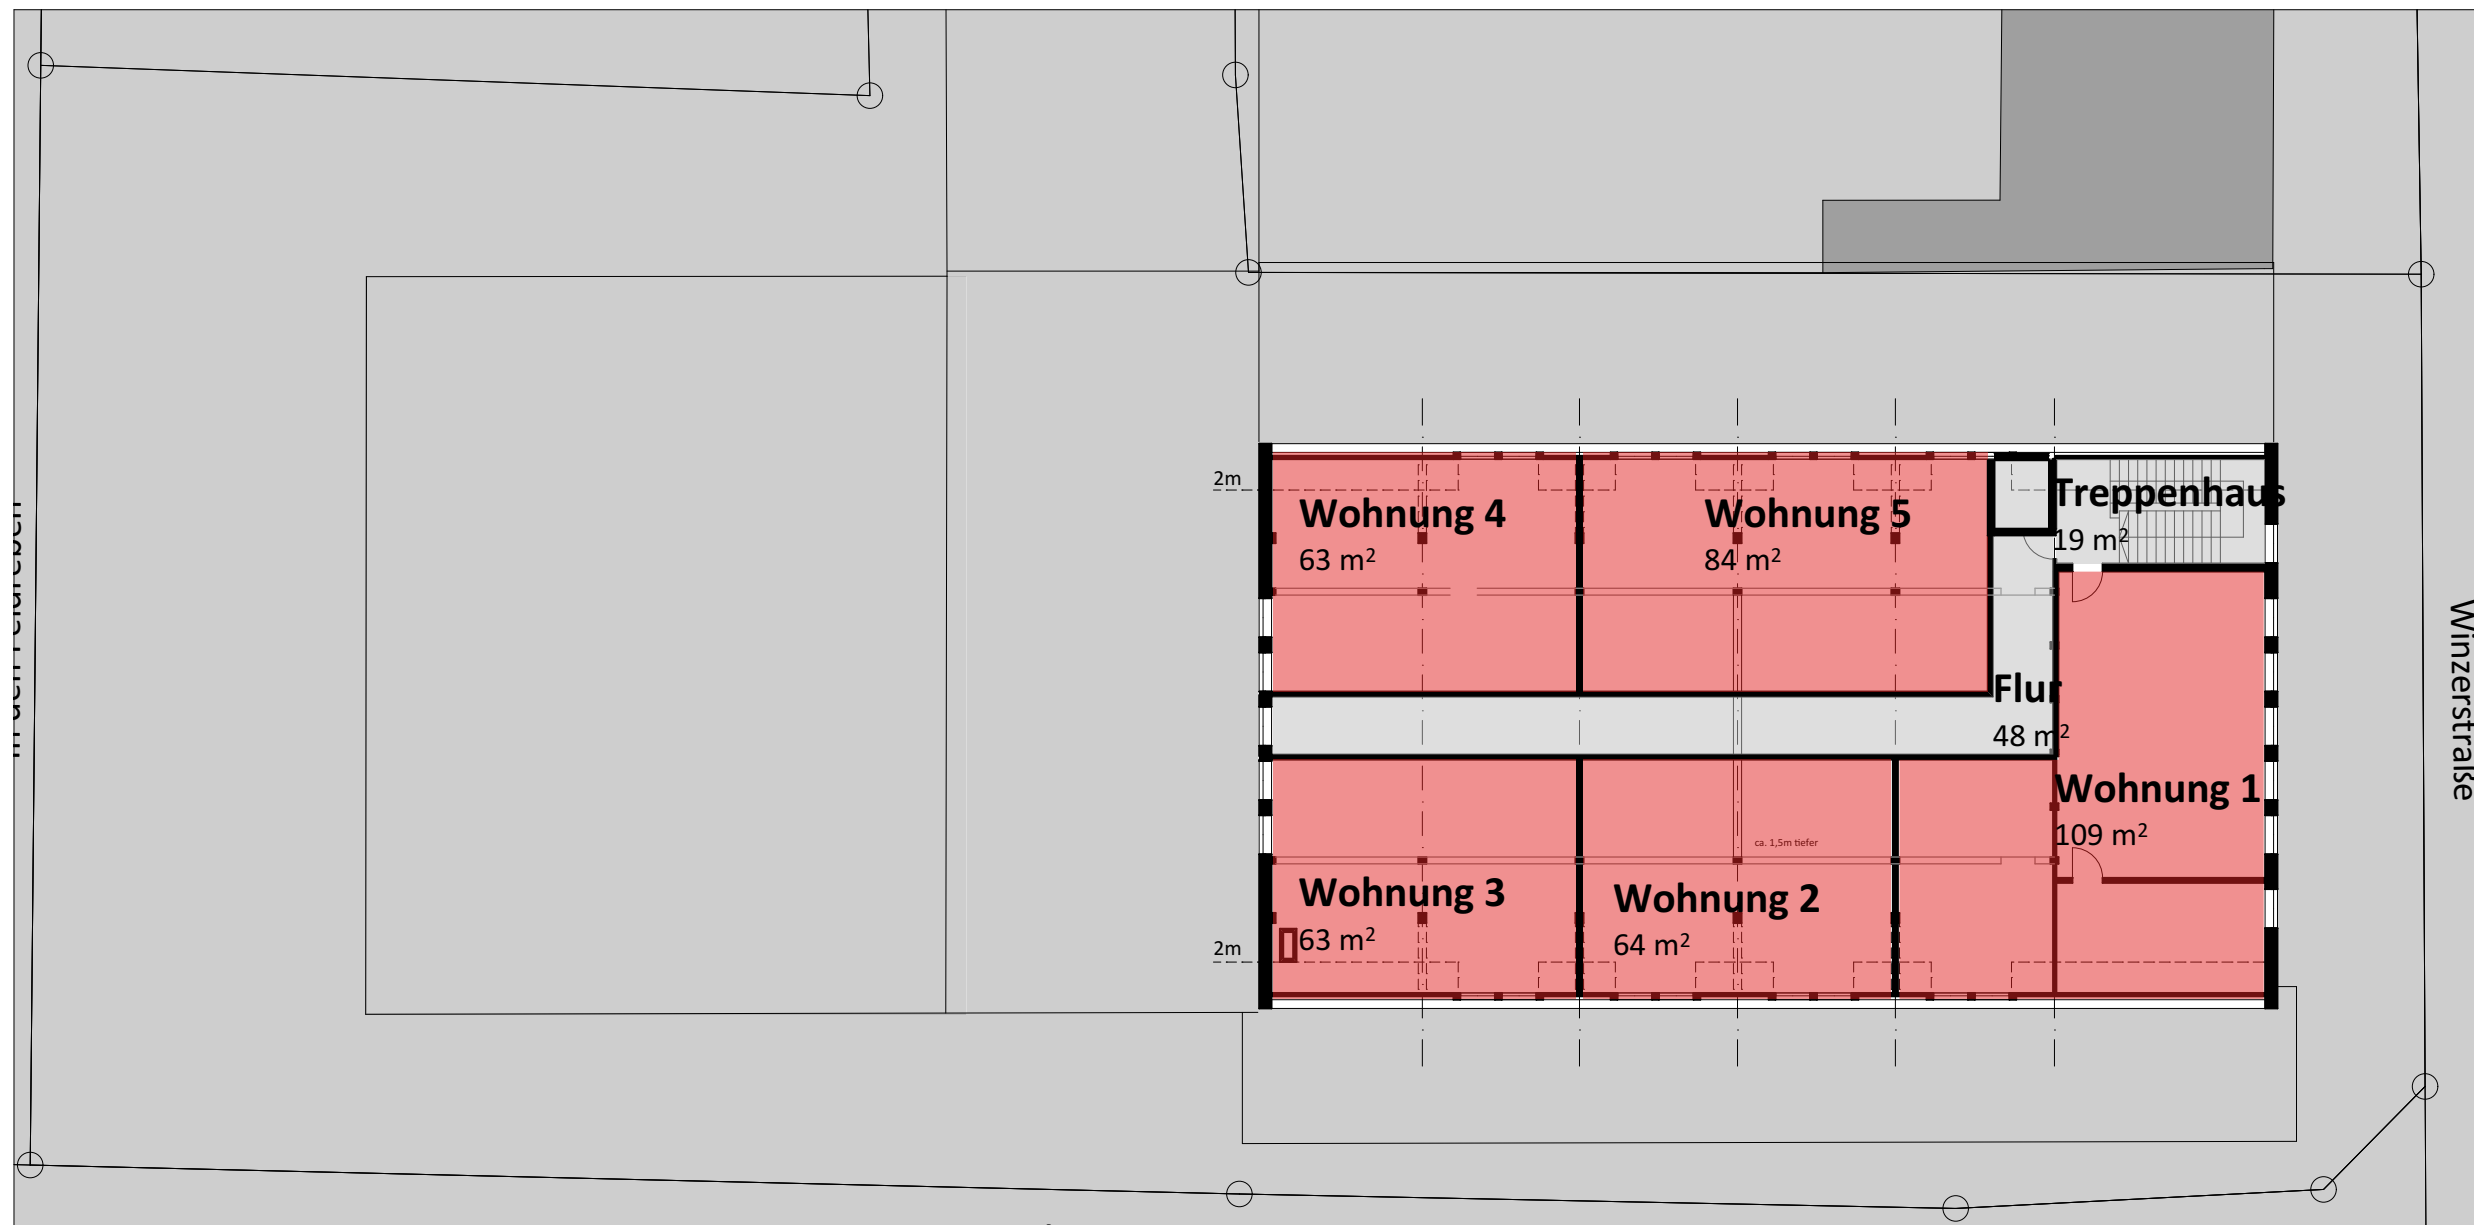 2m
Wohnung 4
63 m²
Wohnung 5
84 m²
Treppenhaus
19 m²
Flur
48 m²
Wohnung 1
109 m²
ca. 1,5m tiefer
Wohnung 3
63 m²
Wohnung 2
64 m²
2m
Winzerstraße